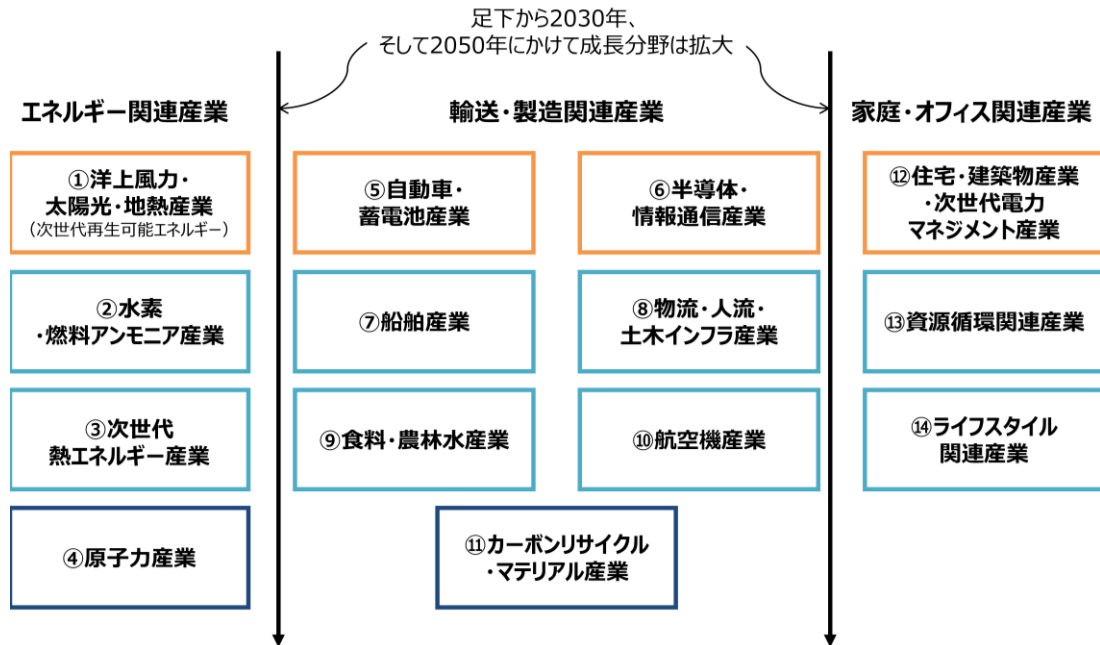 足下から2030年、
そして2050年にかけて成長分野は拡大
エネルギー関連産業
輸送・製造関連産業
家庭・オフィス関連産業
①洋上風力・
太陽光・地熱産業
（次世代再生可能エネルギー）
②水素
・燃料アンモニア産業
③次世代
熱エネルギー産業
④原子力産業
⑤自動車・
蓄電池産業
⑥半導体・
情報通信産業
⑦船舶産業
⑧物流・人流・
土木インフラ産業
⑨食料・農林水産業
⑩航空機産業
⑪カーボンリサイクル
・マテリアル産業
⑫住宅・建築物産業
・次世代電力
マネジメント産業
⑬資源循環関連産業
⑭ライフスタイル
関連産業